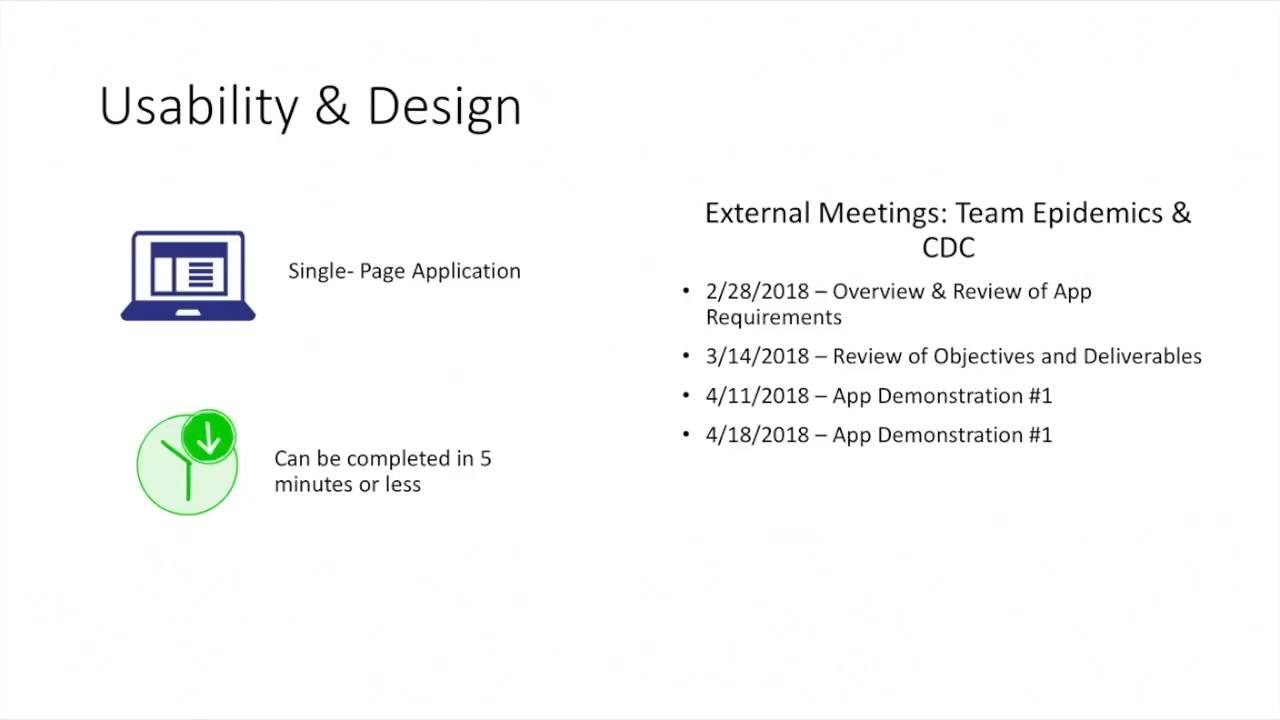 Usability & Design
Single- Page Application
Can be completed in 5
minutes or less
External Meetings: Team Epidemics &
CDC
• 2/28/2018 – Overview & Review of App
Requirements
• 3/14/2018 – Review of Objectives and Deliverables
• 4/11/2018 – App Demonstration #1
• 4/18/2018 – App Demonstration #1